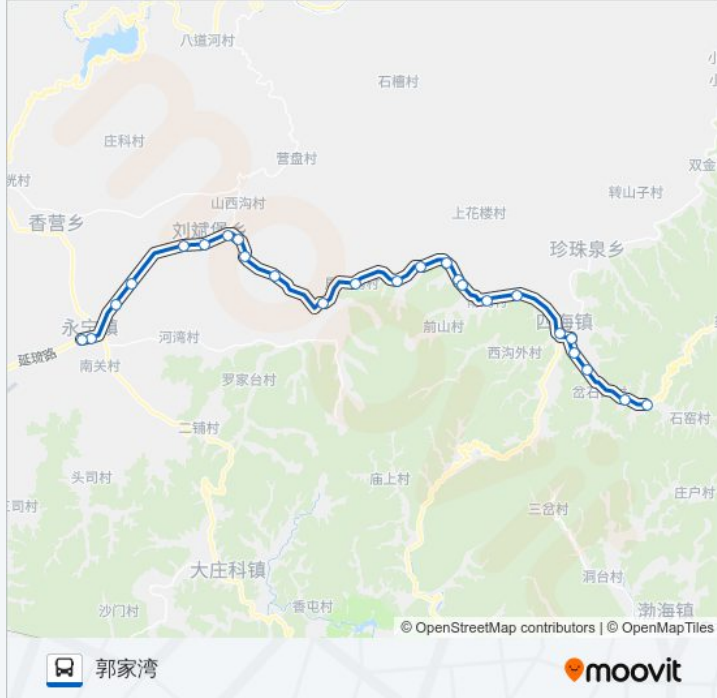 八道河村
石槽村
庄科村
营盘村
双金
转山子村
山西沟村
香营乡
上花楼村
刘斌堡乡
珍珠泉乡
永宁镇
前山村
四海镇
河湾村
延琉路
南关村
西沟外村
罗家台村
石窑村
二铺村
头司村
庙上村
庄户村
三司村
三岔村
大庄科镇
洞台村
香屯村
沙门村
渤海镇
© OpenStreetMap contributors | © OpenMapTiles
郭家湾
moovit